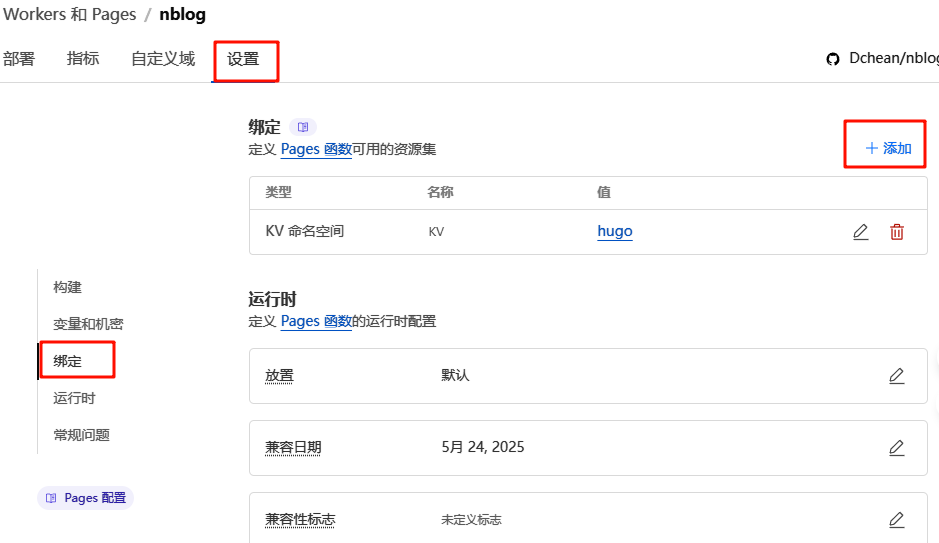 Workers 和 Pages / nblog
部署 指标 自定义域 设置 Dchean/nblog
绑定
定义 Pages 函数可用的资源集
+ 添加
类型 名称 值
KV 命名空间 KV hugo
构建
变量和机密
绑定
运行时
常规问题
Pages 配置
运行时
定义 Pages 函数的运行时配置
放置 默认
兼容日期 5月 24, 2025
兼容性标志 未定义标志